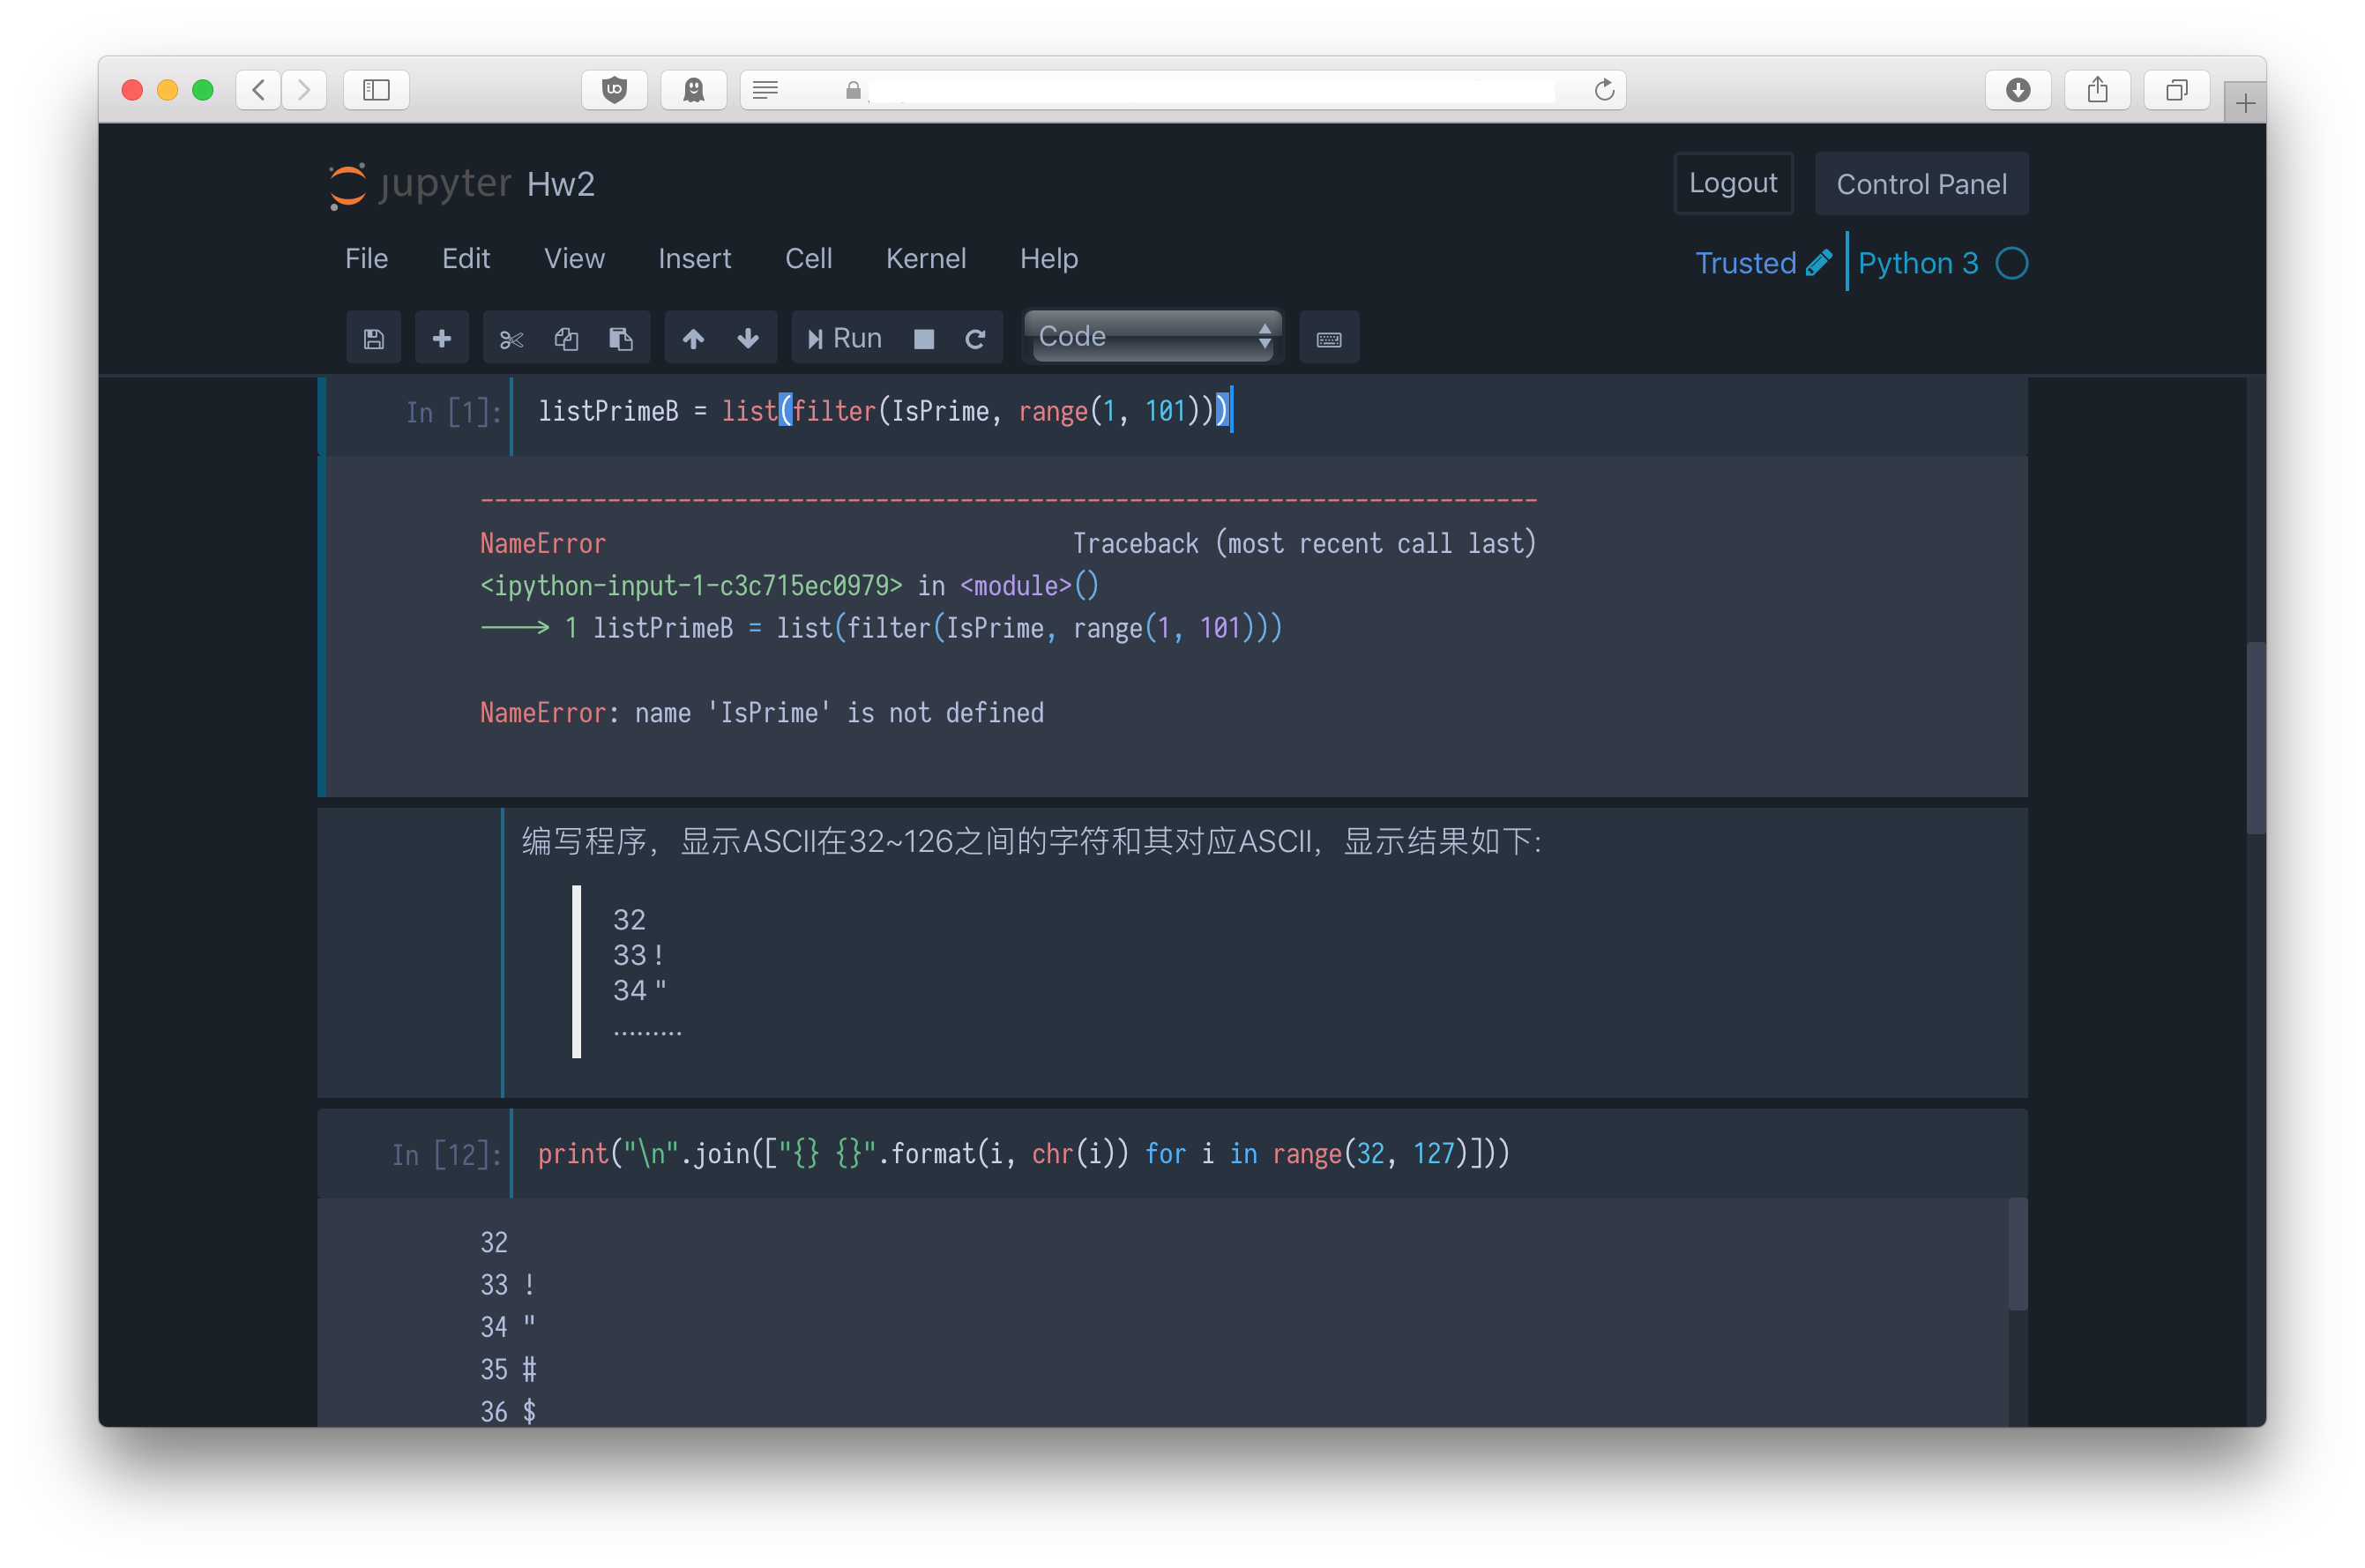 jupyter Hw2
Logout
Control Panel
File Edit View Insert Cell Kernel Help
Trusted Python 3
Run
Code
In [1]: listPrimeB = list(filter(IsPrime, range(1, 101)))
---------------------------------------------------------------------------
NameError Traceback (most recent call last)
<ipython-input-1-c3c715ec0979> in <module>()
----> 1 listPrimeB = list(filter(IsPrime, range(1, 101)))
NameError: name 'IsPrime' is not defined
编写程序，显示ASCII在32~126之间的字符和其对应ASCII，显示结果如下：
32
33 !
34 "
.........
In [12]: print("\n".join(["{} {}".format(i, chr(i)) for i in range(32, 127)]))
32
33 !
34 "
35 #
36 $